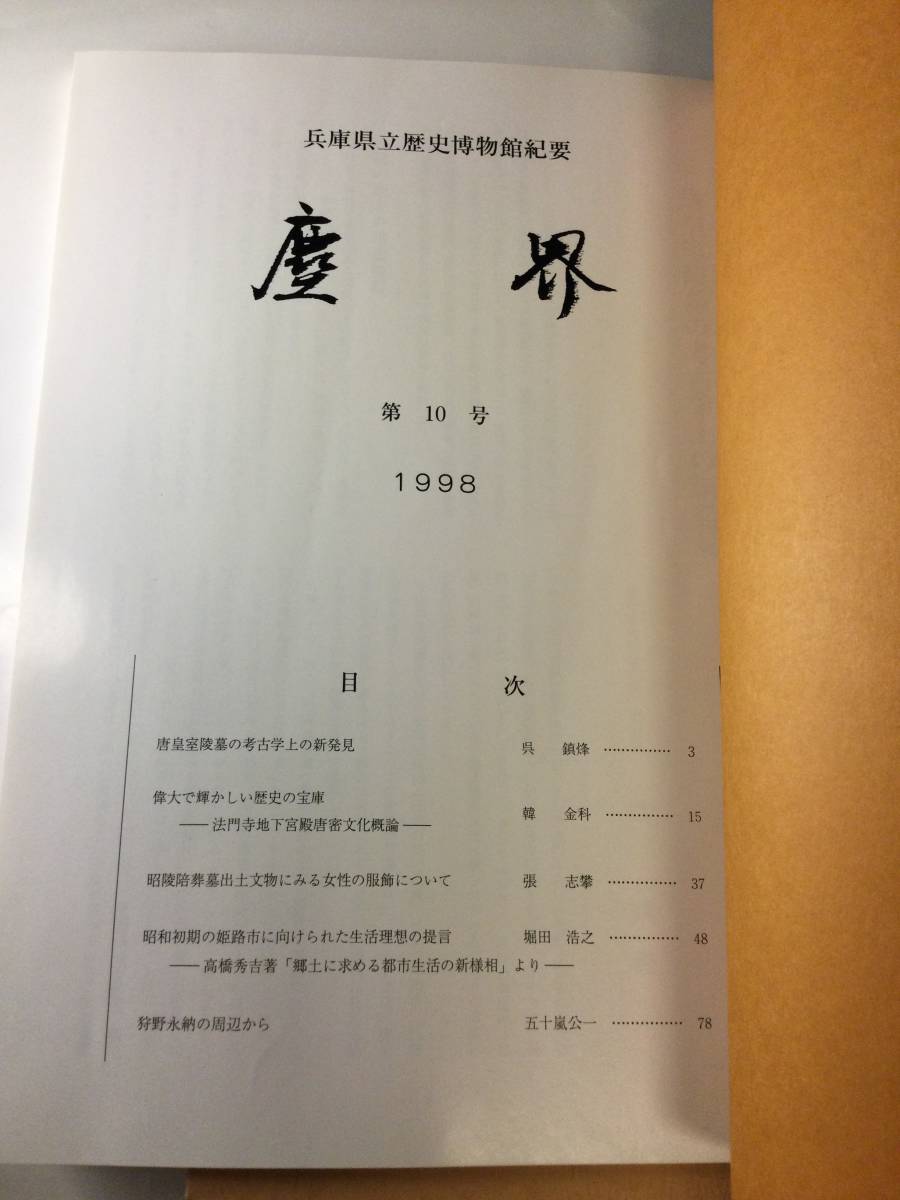 兵庫県立歴史博物館紀要
塵界
第 10 号
1998
目次
唐皇室陵墓の考古学上の新発見 呉 鎮烽 …………… 3
偉大で輝かしい歴史の宝庫
――法門寺地下宮殿唐密文化概論―― 韓 金科 …………… 15
昭陵陪葬墓出土文物にみる女性の服飾について 張 志攀 …………… 37
昭和初期の姫路市に向けられた生活理想の提言 堀田 浩之 …………… 48
――高橋秀吉著「郷土に求める都市生活の新様相」より――
狩野永納の周辺から 五十嵐公一 …………… 78